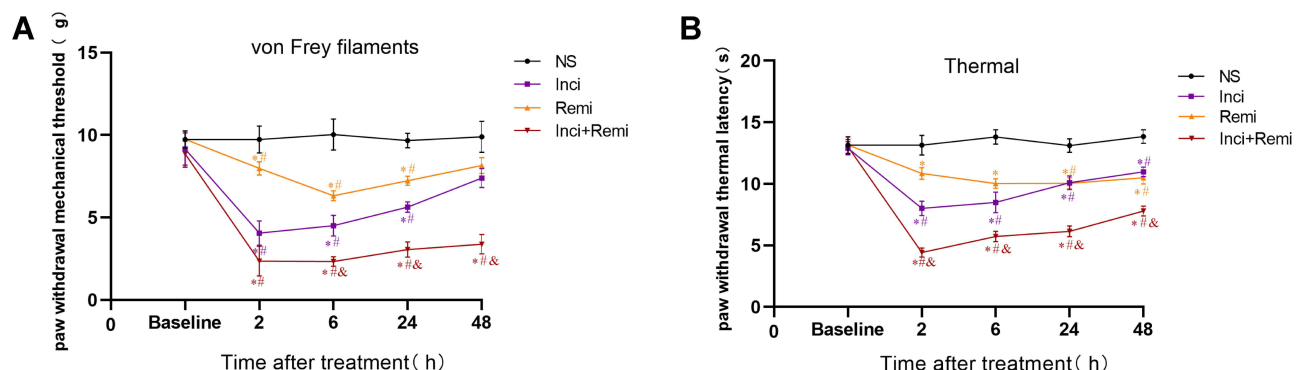 A
von Frey filaments
paw withdrawal mechanical threshold( g)
15
10
5
0
0
Baseline
2
6
24
48
Time after treatment( h)
NS
Inci
Remi
Inci+Remi
*#
*#
*#
*#
*#
*#
*#
*#&
*#&
*#&
B
Thermal
paw withdrawal thermal latency( s)
20
15
10
5
0
0
Baseline
2
6
24
48
Time after treatment( h)
NS
Inci
Remi
Inci+Remi
*
*
*#
*#
*#
*#
*#
*#
*#&
*#&
*#&
*#&